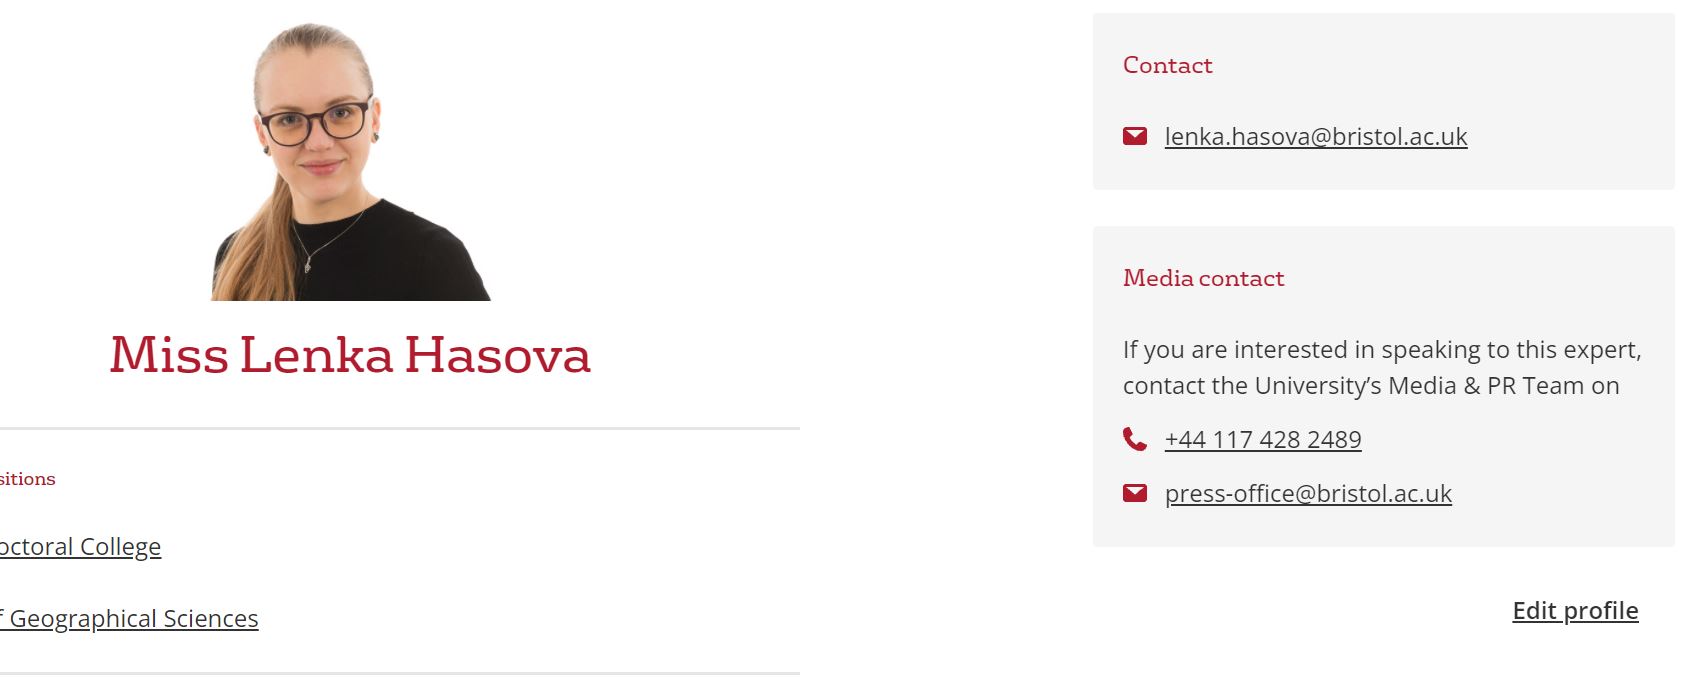 Miss Lenka Hasova
sitions
octoral College
f Geographical Sciences
Contact
lenka.hasova@bristol.ac.uk
Media contact
If you are interested in speaking to this expert,
contact the University's Media & PR Team on
+44 117 428 2489
press-office@bristol.ac.uk
Edit profile